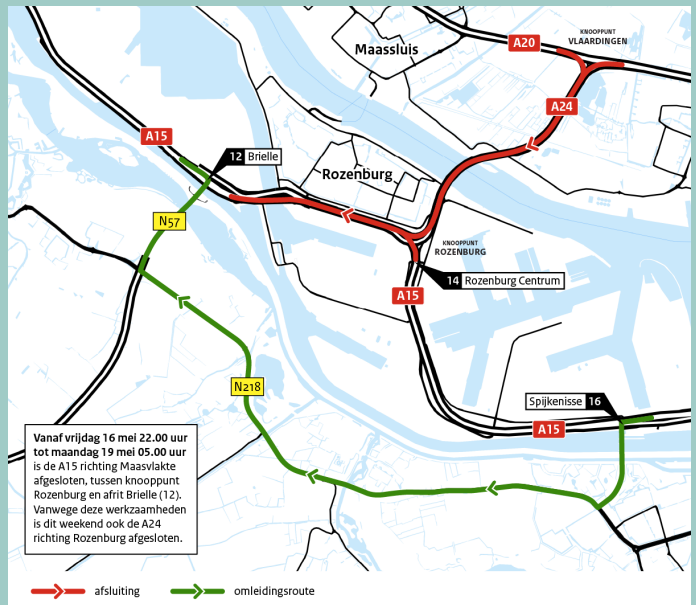 KNOOPPUNT
VLAARDINGEN
A20
Maassluis
A24
A15
12 Brielle
Rozenburg
N57
KNOOPPUNT
ROZENBURG
14 Rozenburg Centrum
A15
N218
Spijkenisse 16
A15
Vanaf vrijdag 16 mei 22.00 uur
tot maandag 19 mei 05.00 uur
is de A15 richting Maasvlakte
afgesloten, tussen knooppunt
Rozenburg en afrit Brielle (12).
Vanwege deze werkzaamheden
is dit weekend ook de A24
richting Rozenburg afgesloten.
afsluiting
omleidingsroute